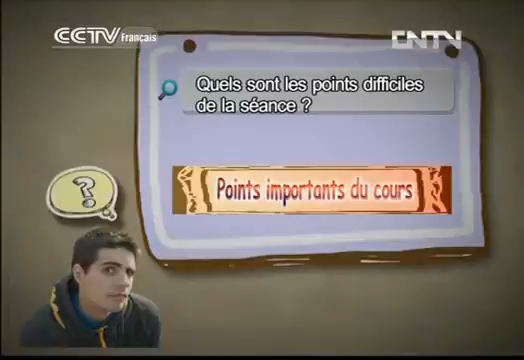 CCTV Français
CNTV
Quels sont les points difficiles
de la séance ?
?
Points importants du cours